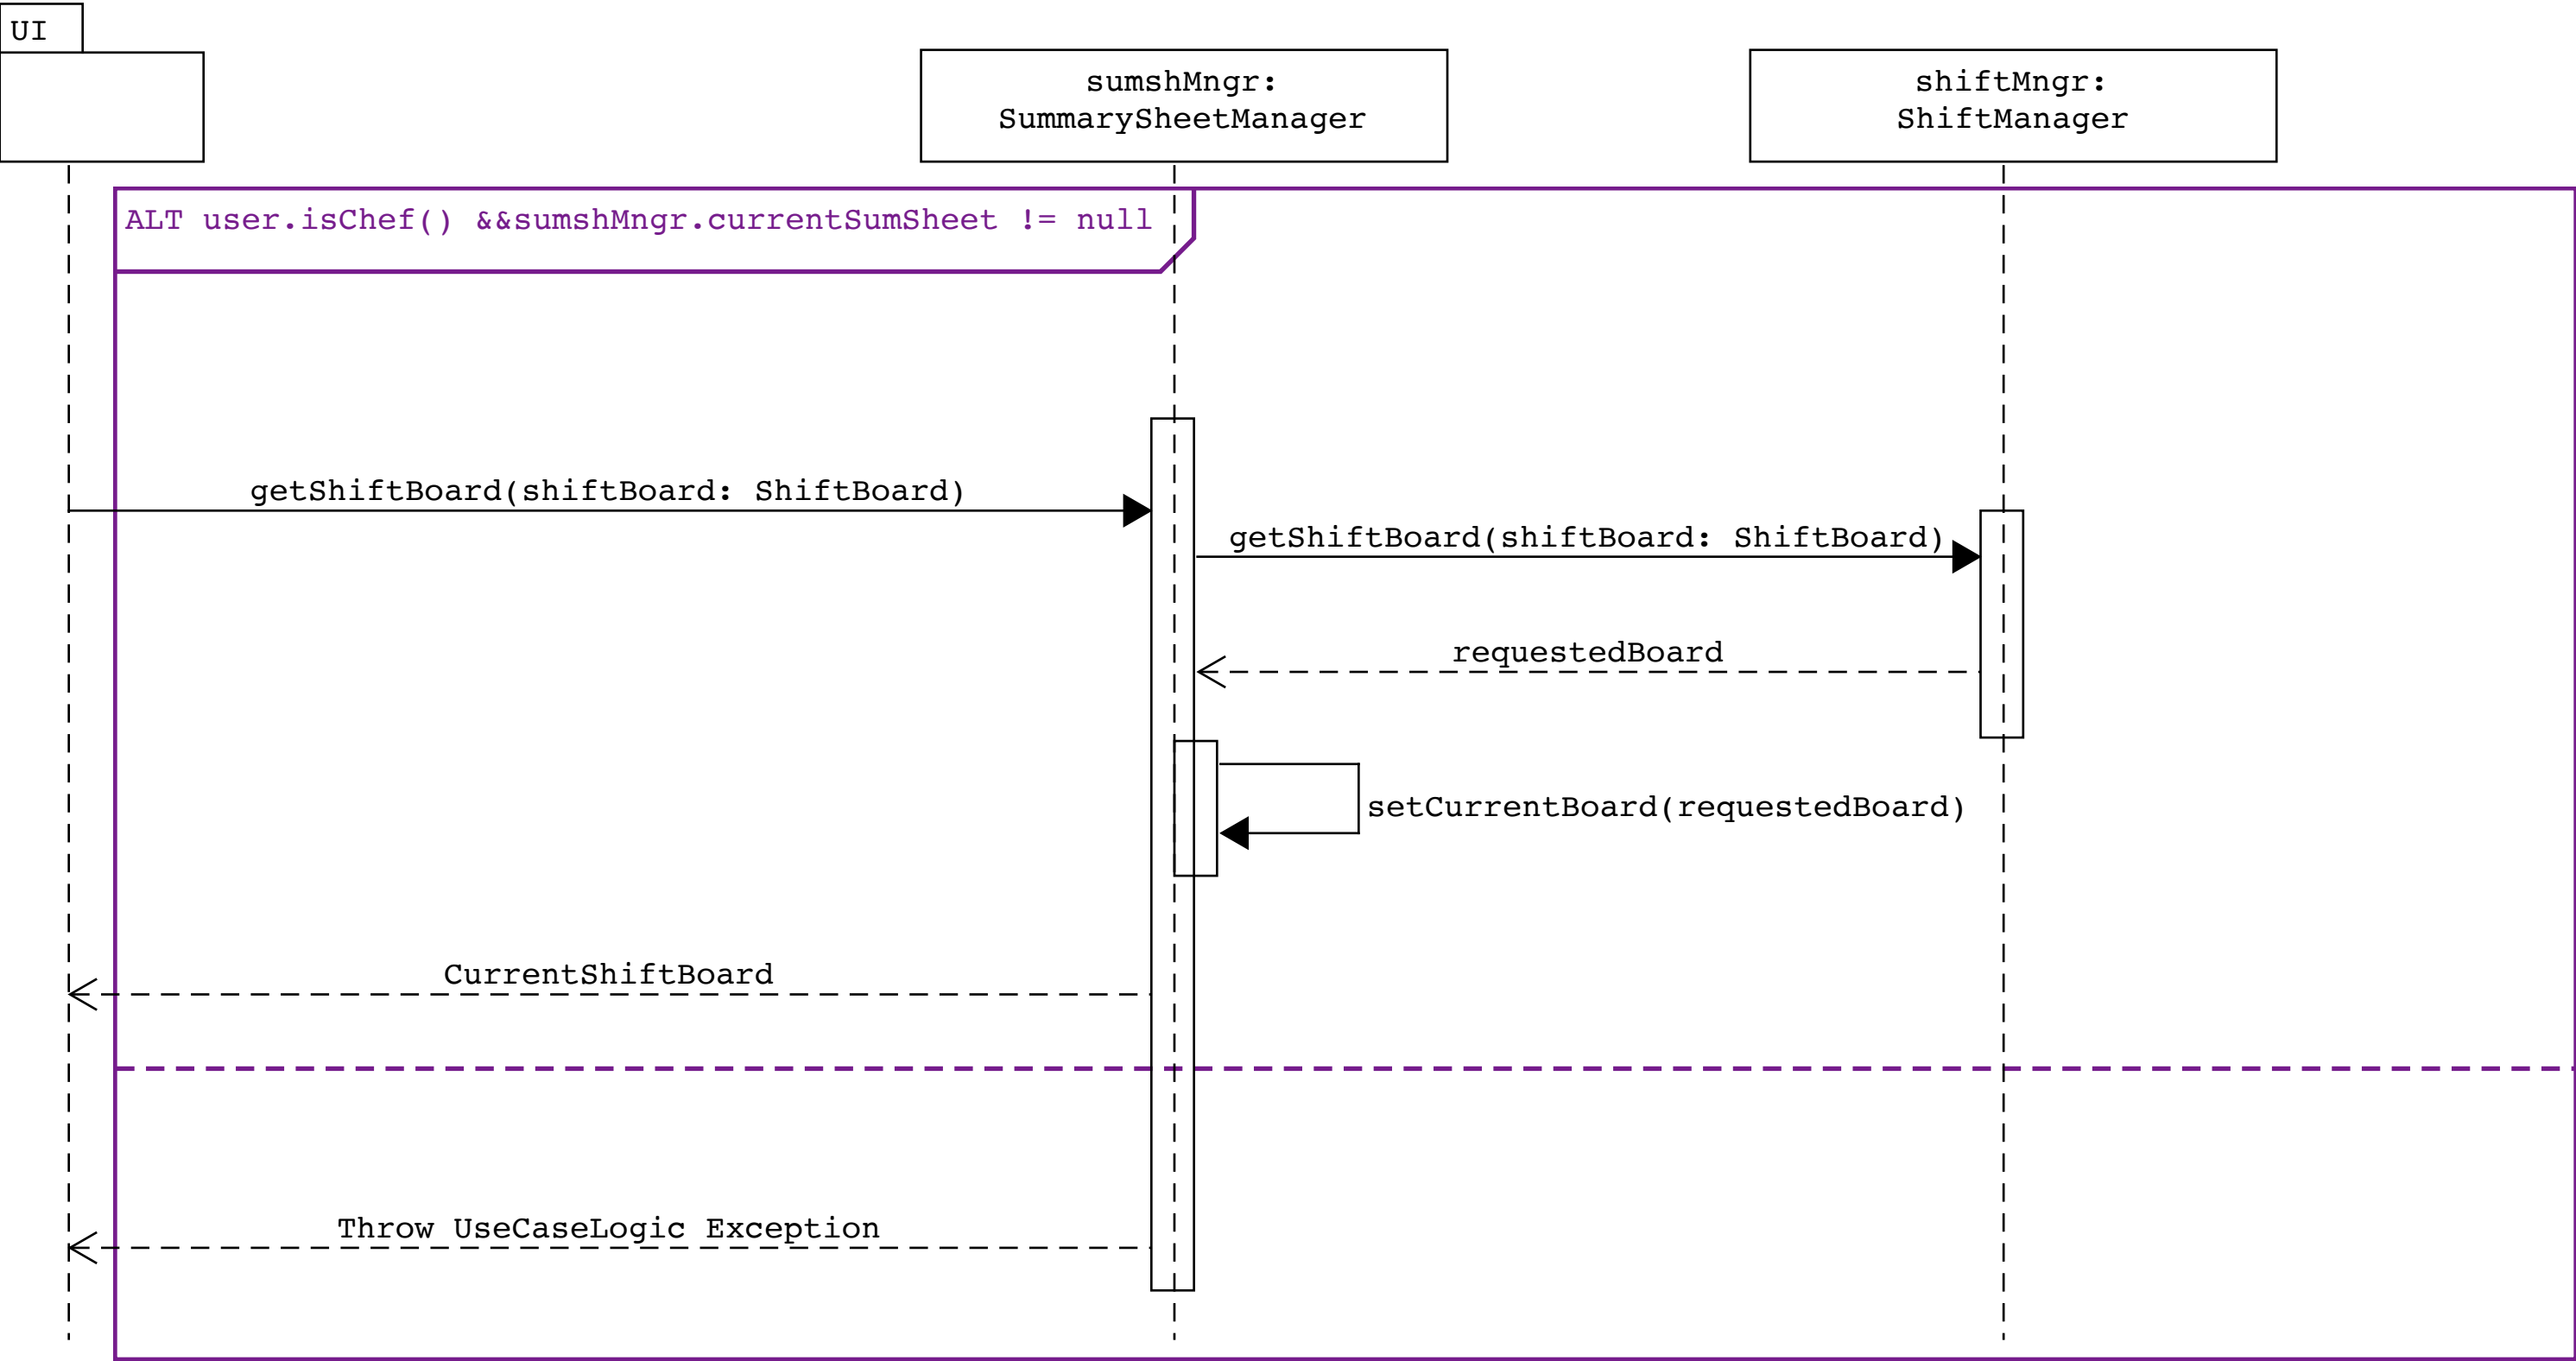 UI
sumshMngr:
SummarySheetManager
shiftMngr:
ShiftManager
ALT user.isChef() &&sumshMngr.currentSumSheet != null
getShiftBoard(shiftBoard: ShiftBoard)
getShiftBoard(shiftBoard: ShiftBoard)
requestedBoard
setCurrentBoard(requestedBoard)
CurrentShiftBoard
Throw UseCaseLogic Exception